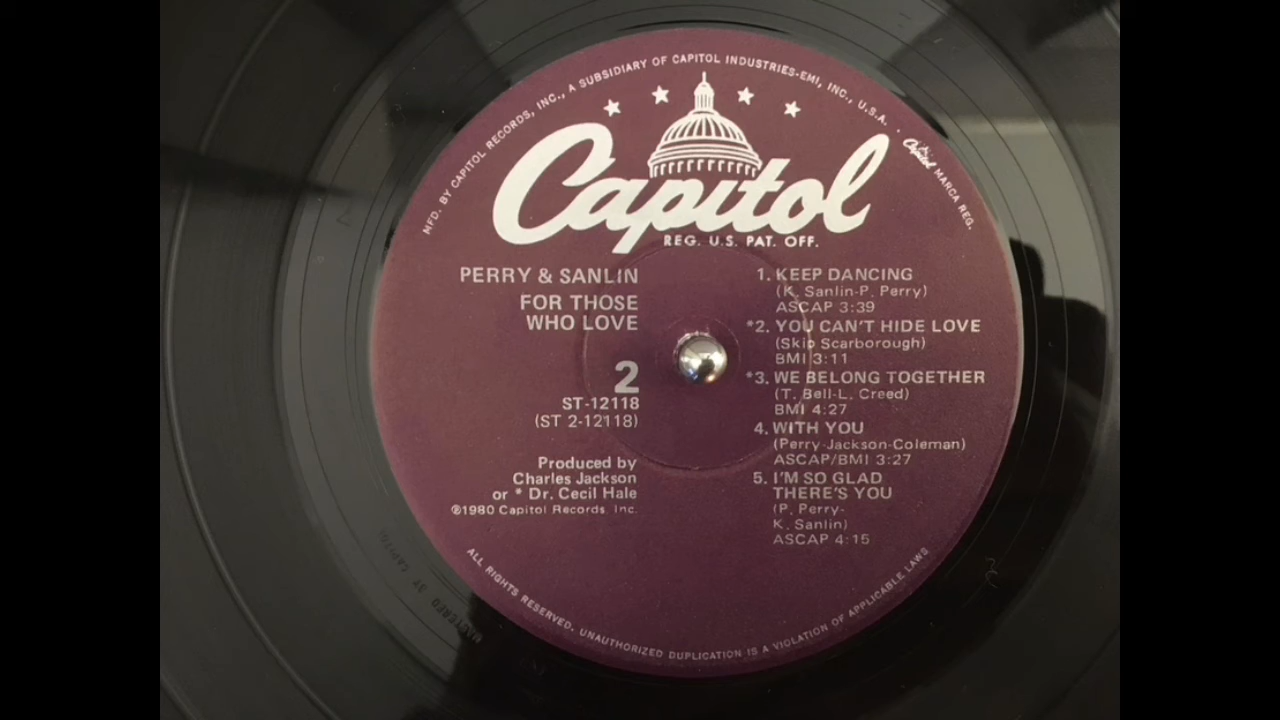 MFD. BY CAPITOL RECORDS, INC., A SUBSIDIARY OF CAPITOL INDUSTRIES-EMI, INC., U.S.A. · Capitol MARCA REG.
Capitol
REG. U.S. PAT. OFF.
PERRY & SANLIN
FOR THOSE
WHO LOVE
2
ST-12118
(ST 2-12118)
Produced by
Charles Jackson
or * Dr. Cecil Hale
℗1980 Capitol Records, Inc.
1. KEEP DANCING
(K. Sanlin-P. Perry)
ASCAP 3:39
*2. YOU CAN'T HIDE LOVE
(Skip Scarborough)
BMI 3:11
*3. WE BELONG TOGETHER
(T. Bell-L. Creed)
BMI 4:27
4. WITH YOU
(Perry-Jackson-Coleman)
ASCAP/BMI 3:27
5. I'M SO GLAD
THERE'S YOU
(P. Perry-
K. Sanlin)
ASCAP 4:15
ALL RIGHTS RESERVED. UNAUTHORIZED DUPLICATION IS A VIOLATION OF APPLICABLE LAWS
MASTERED BY CAPITOL